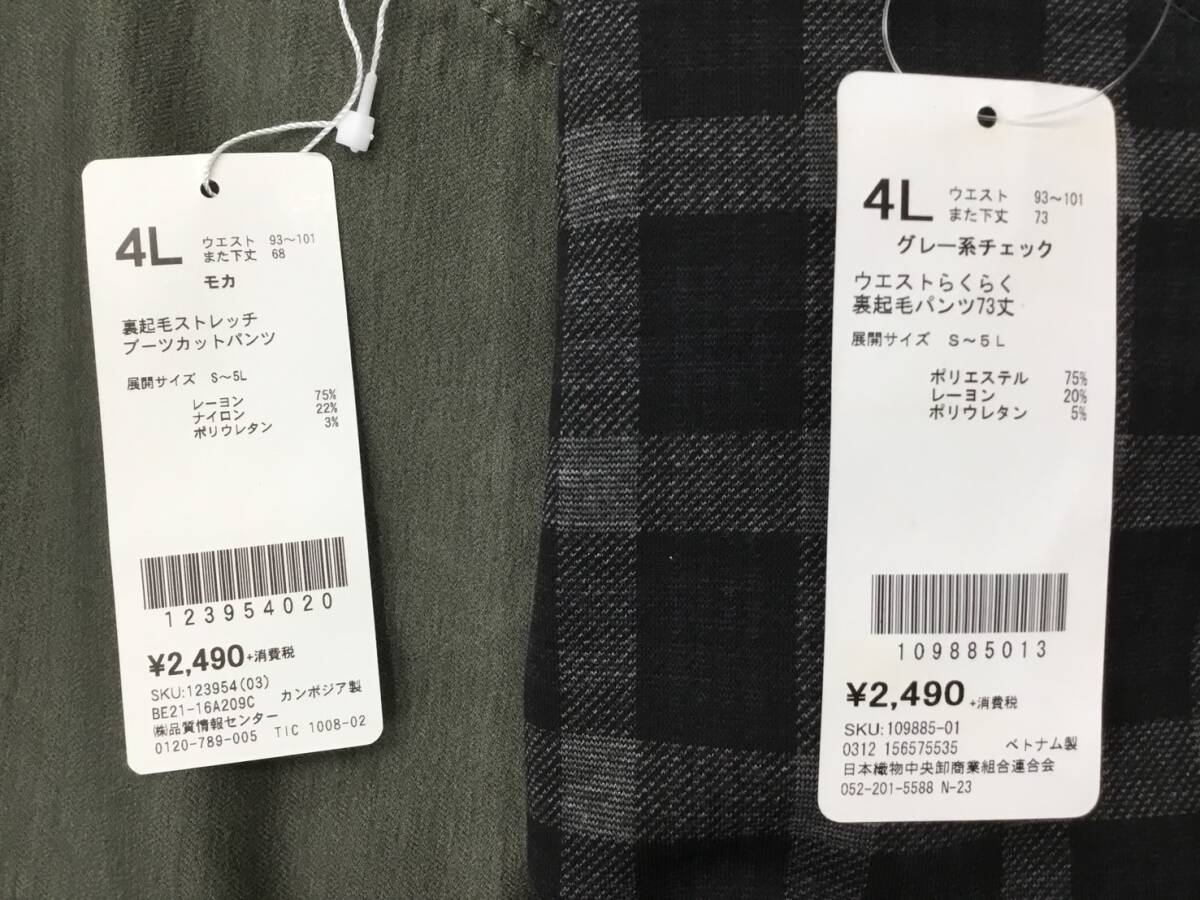 4L ウエスト 93～101
また下丈 68
モカ
裏起毛ストレッチ
ブーツカットパンツ
展開サイズ S～5L
レーヨン 75%
ナイロン 22%
ポリウレタン 3%
123954020
¥2,490+消費税
SKU:123954(03)
BE21-16A209C カンボジア製
㈱品質情報センター
0120-789-005 TIC 1008-02
4L ウエスト 93～101
また下丈 73
グレー系チェック
ウエストらくらく
裏起毛パンツ73丈
展開サイズ S～5L
ポリエステル 75%
レーヨン 20%
ポリウレタン 5%
109885013
¥2,490 +消費税
SKU:109885-01
0312 156575535 ベトナム製
日本織物中央卸商業組合連合会
052-201-5588 N-23